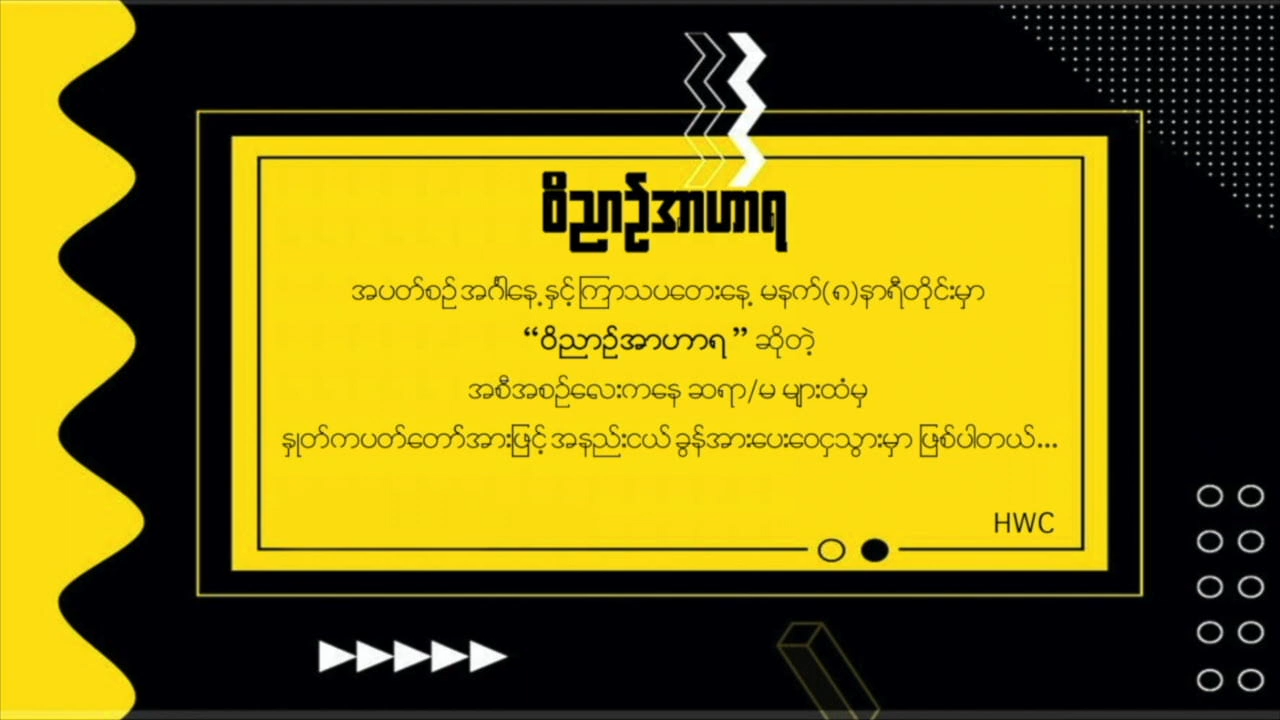 ဝိညာဉ်အာဟာရ
အပတ်စဉ်အင်္ဂါနေ့နှင့်ကြာသပတေးနေ့ မနက်(၈)နာရီတိုင်းမှာ
“ဝိညာဉ်အာဟာရ” ဆိုတဲ့
အစီအစဉ်လေးကနေ ဆရာ/မ များထံမှ
နှုတ်ကပတ်တော်အားဖြင့် အနည်းငယ် ခွန်အားပေးဝေငှသွားမှာ ဖြစ်ပါတယ်...
HWC